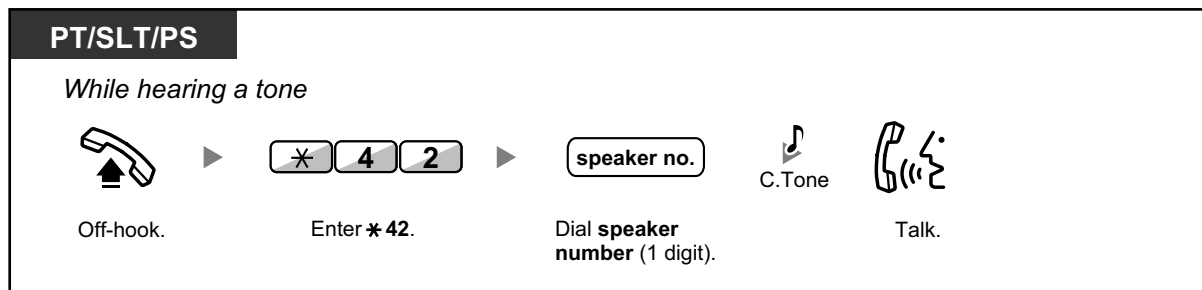 PT/SLT/PS
While hearing a tone
* 4 2
speaker no.
C.Tone
Off-hook.
Enter * 42.
Dial speaker
number (1 digit).
Talk.